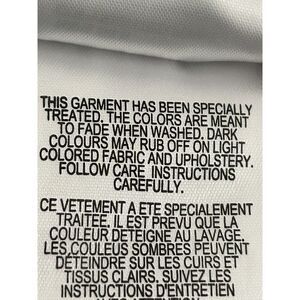 THIS GARMENT HAS BEEN SPECIALLY
TREATED. THE COLORS ARE MEANT
TO FADE WHEN WASHED. DARK
COLOURS MAY RUB OFF ON LIGHT
COLORED FABRIC AND UPHOLSTERY.
FOLLOW CARE INSTRUCTIONS
CAREFULLY.
CE VETEMENT A ETE SPECIALEMENT
TRAITEE. IL EST PREVU QUE LA
COULEUR DETEIGNE AU LAVAGE.
LES COULEUS SOMBRES PEUVENT
DETEINDRE SUR LES CUIRS ET
TISSUS CLAIRS. SUIVEZ LES
INSTRUCTIONS D'ENTRETIEN